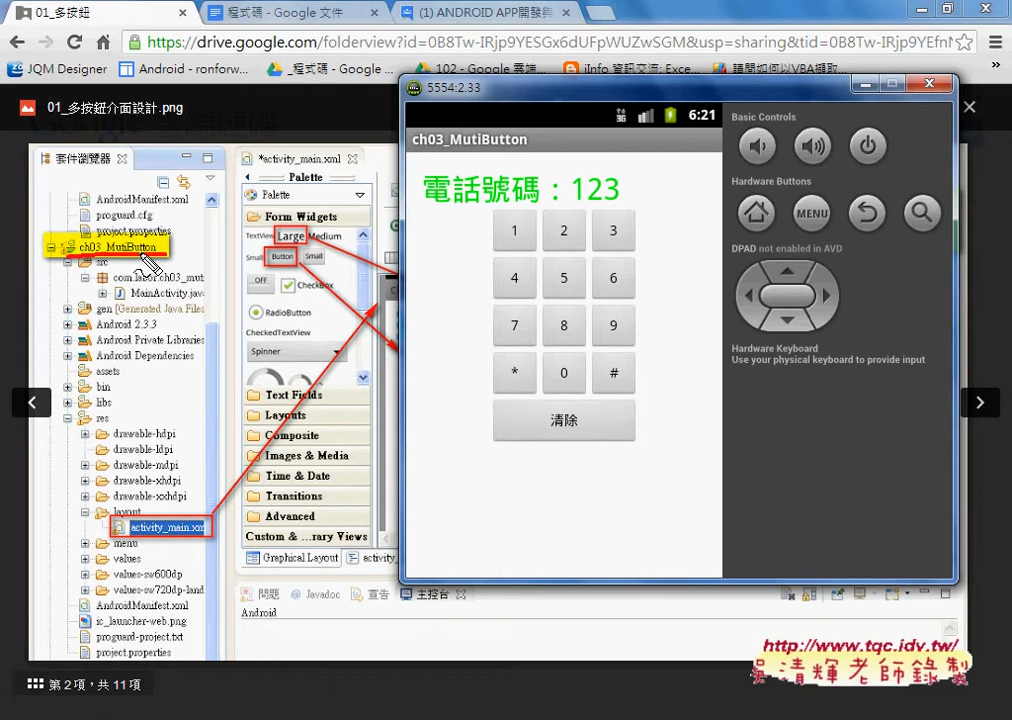 01_多按鈕
程式碼 - Google 文件
(1) ANDROID APP開發與
https://drive.google.com/folderview?id=0B8Tw-IRjp9YESGx6dUFpWUZwSGM&usp=sharing&tid=0B8Tw-IRjp9YEfnM
JQM Designer
Android - ronforw...
_程式碼 - Google ...
102 - Google 雲端...
iInfo 資訊交流: Exce...
請問如何以VBA擷取...
»
01_多按鈕介面設計.png
套件瀏覽器
AndroidManifest.xml
proguard.cfg
project.properties
ch03_MutiButton
src
com.labor.ch03_mut
MainActivity.java
gen [Generated Java Files
Android 2.3.3
Android Private Libraries
Android Dependencies
assets
bin
libs
res
drawable-hdpi
drawable-ldpi
drawable-mdpi
drawable-xhdpi
drawable-xxhdpi
layout
activity_main.xm
menu
values
values-sw600dp
values-sw720dp-land
AndroidManifest.xml
ic_launcher-web.png
proguard-project.txt
project.properties
*activity_main.xml
Palette
Palette
Form Widgets
TextView Large Medium
Small Button Small
OFF CheckBox
RadioButton
CheckedTextView
Spinner
Text Fields
Layouts
Composite
Images & Media
Time & Date
Transitions
Advanced
Custom & ...rary Views
Graphical Layout
activity_
問題
@ Javadoc
宣告
主控台
Android
5554:2.33
3G
6:21
ch03_MutiButton
電話號碼：123
1 2 3
4 5 6
7 8 9
* 0 #
清除
Basic Controls
Hardware Buttons
MENU
DPAD not enabled in AVD
Hardware Keyboard
Use your physical keyboard to provide input
http://www.tqc.idv.tw/
吳清輝老師錄製
第 2 項，共 11 項